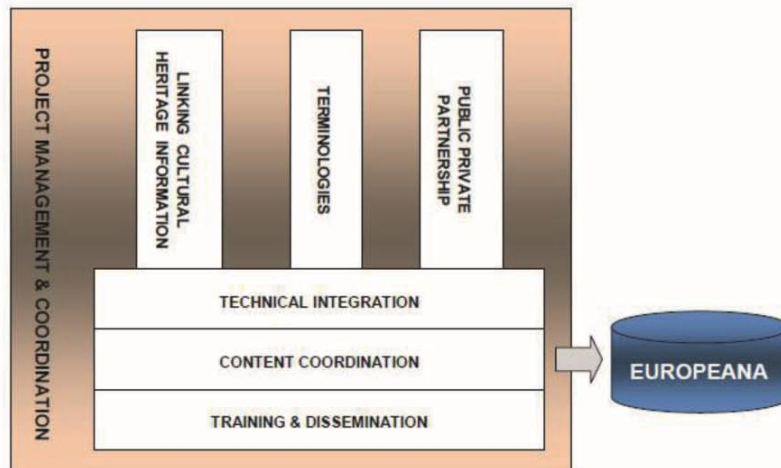 PROJECT MANAGEMENT & COORDINATION
LINKING CULTURAL
HERITAGE INFORMATION
TERMINOLOGIES
PUBLIC PRIVATE
PARTNERSHIP
TECHNICAL INTEGRATION
CONTENT COORDINATION
TRAINING & DISSEMINATION
EUROPEANA